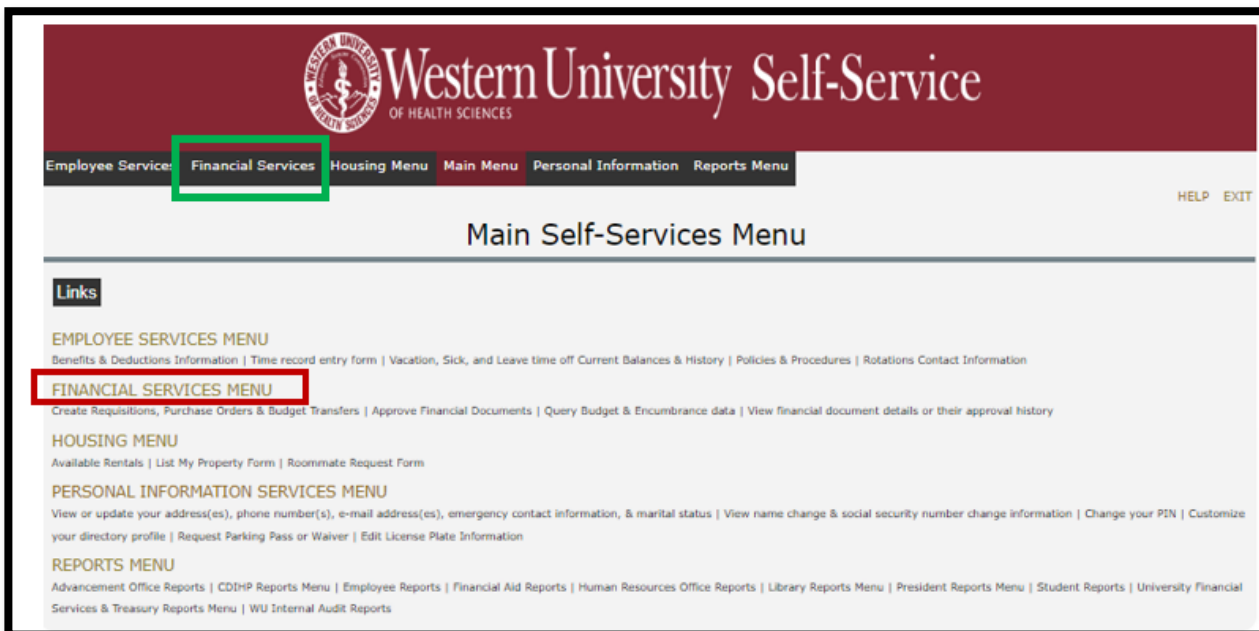 Western University Self-Service
OF HEALTH SCIENCES
Employee Services Financial Services Housing Menu Main Menu Personal Information Reports Menu
HELP EXIT
Main Self-Services Menu
Links
EMPLOYEE SERVICES MENU
Benefits & Deductions Information | Time record entry form | Vacation, Sick, and Leave time off Current Balances & History | Policies & Procedures | Rotations Contact Information
FINANCIAL SERVICES MENU
Create Requisitions, Purchase Orders & Budget Transfers | Approve Financial Documents | Query Budget & Encumbrance data | View financial document details or their approval history
HOUSING MENU
Available Rentals | List My Property Form | Roommate Request Form
PERSONAL INFORMATION SERVICES MENU
View or update your address(es), phone number(s), e-mail address(es), emergency contact information, & marital status | View name change & social security number change information | Change your PIN | Customize
your directory profile | Request Parking Pass or Waiver | Edit License Plate Information
REPORTS MENU
Advancement Office Reports | CDIHP Reports Menu | Employee Reports | Financial Aid Reports | Human Resources Office Reports | Library Reports Menu | President Reports Menu | Student Reports | University Financial
Services & Treasury Reports Menu | WU Internal Audit Reports